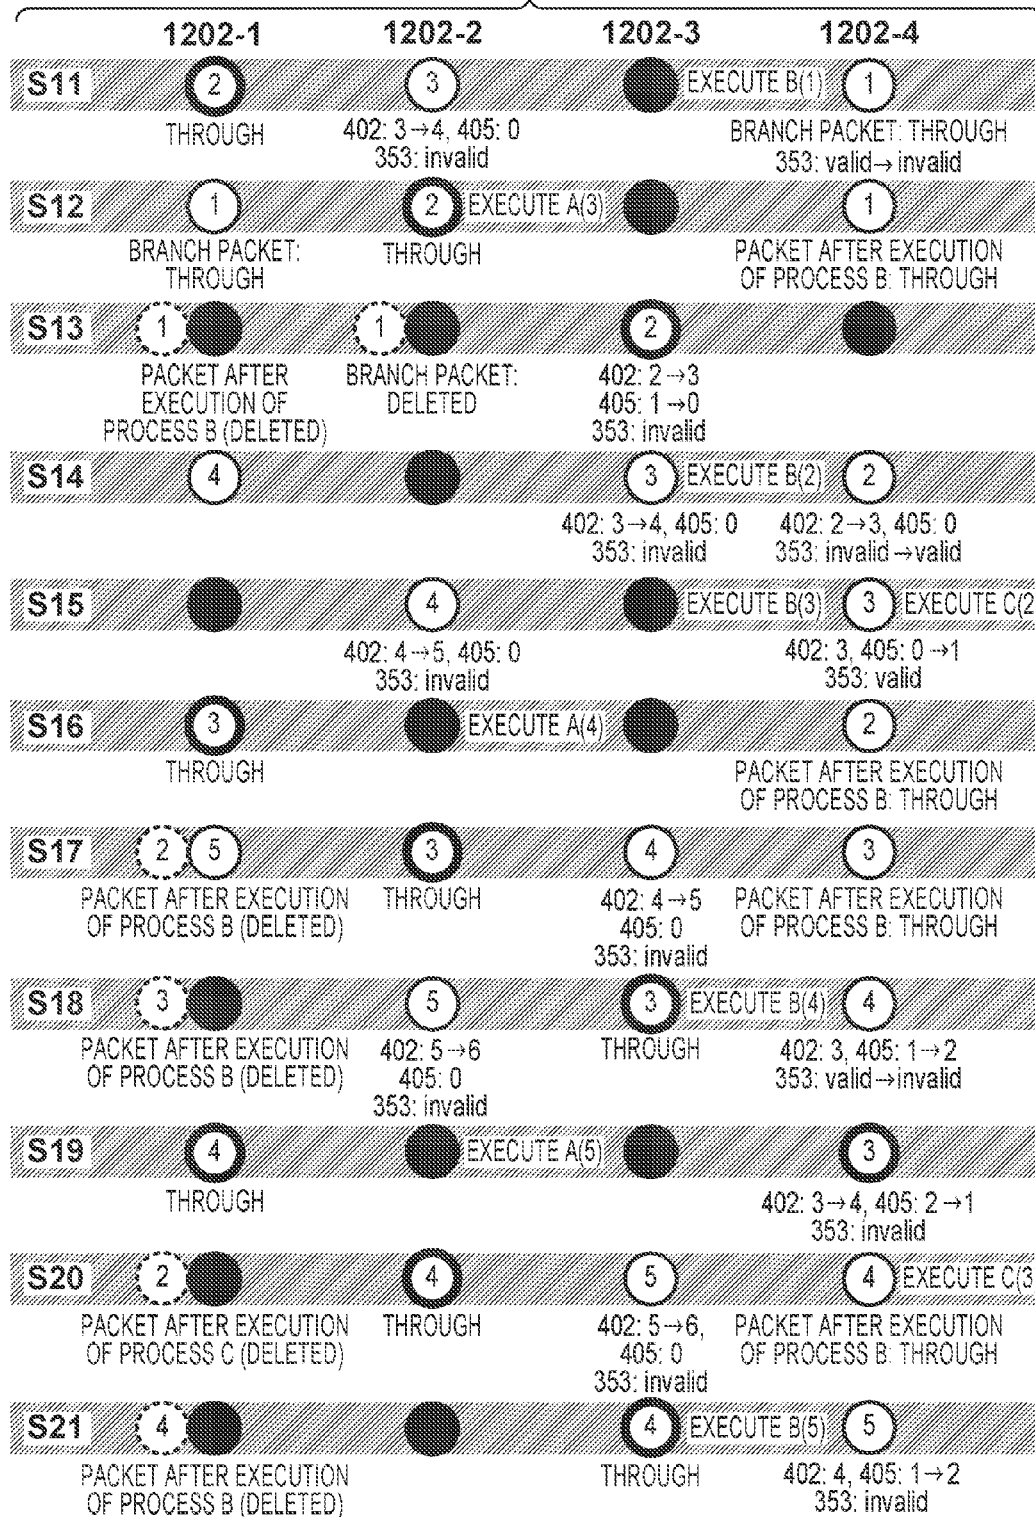 1202-1 1202-2 1202-3 1202-4
S11 2 3 EXECUTE B(1) 1
THROUGH 402: 3→4, 405: 0 BRANCH PACKET: THROUGH
353: invalid 353: valid→invalid
S12 1 2 EXECUTE A(3) 1
BRANCH PACKET: THROUGH PACKET AFTER EXECUTION
THROUGH OF PROCESS B: THROUGH
S13 1 1 2
PACKET AFTER BRANCH PACKET: 402: 2→3
EXECUTION OF DELETED 405: 1→0
PROCESS B (DELETED) 353: invalid
S14 4 3 EXECUTE B(2) 2
402: 3→4, 405: 0 402: 2→3, 405: 0
353: invalid 353: invalid→valid
S15 4 EXECUTE B(3) 3 EXECUTE C(2
402: 4→5, 405: 0 402: 3, 405: 0→1
353: invalid 353: valid
S16 3 EXECUTE A(4) 2
THROUGH PACKET AFTER EXECUTION
OF PROCESS B: THROUGH
S17 2 5 3 4 3
PACKET AFTER EXECUTION THROUGH 402: 4→5 PACKET AFTER EXECUTION
OF PROCESS B (DELETED) 405: 0 OF PROCESS B: THROUGH
353: invalid
S18 3 5 3 EXECUTE B(4) 4
PACKET AFTER EXECUTION 402: 5→6 THROUGH 402: 3, 405: 1→2
OF PROCESS B (DELETED) 405: 0 353: valid→invalid
353: invalid
S19 4 EXECUTE A(5) 3
THROUGH 402: 3→4, 405: 2→1
353: invalid
S20 2 4 5 4 EXECUTE C(3
PACKET AFTER EXECUTION THROUGH 402: 5→6, PACKET AFTER EXECUTION
OF PROCESS C (DELETED) 405: 0 OF PROCESS B: THROUGH
353: invalid
S21 4 4 EXECUTE B(5) 5
PACKET AFTER EXECUTION THROUGH 402: 4, 405: 1→2
OF PROCESS B (DELETED) 353: invalid